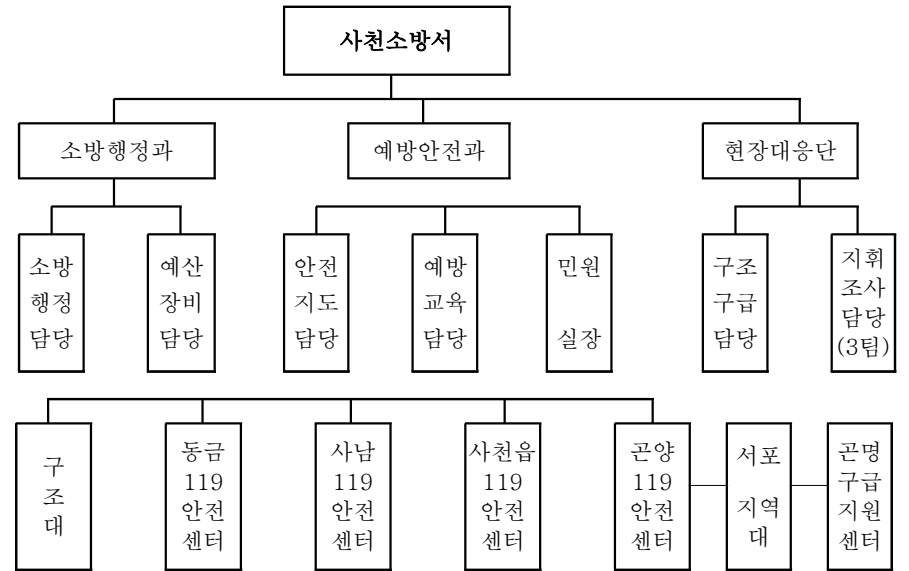 사천소방서
소방행정과
예방안전과
현장대응단
소방
행정
담당
예산
장비
담당
안전
지도
담당
예방
교육
담당
민원
실장
구조
구급
담당
지휘
조사
담당
(3팀)
구
조
대
동금
119
안전
센터
사남
119
안전
센터
사천읍
119
안전
센터
곤양
119
안전
센터
서포
지역
대
곤명
구급
지원
센터